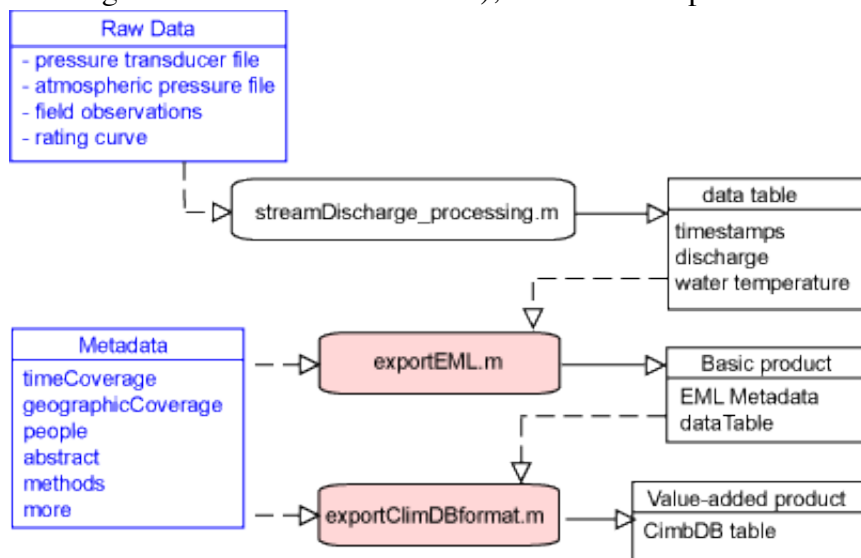 Raw Data
- pressure transducer file
- atmospheric pressure file
- field observations
- rating curve
streamDischarge_processing.m
data table
timestamps
discharge
water temperature
Metadata
timeCoverage
geographicCoverage
people
abstract
methods
more
exportEML.m
Basic product
EML Metadata
dataTable
exportClimDBformat.m
Value-added product
CimbDB table